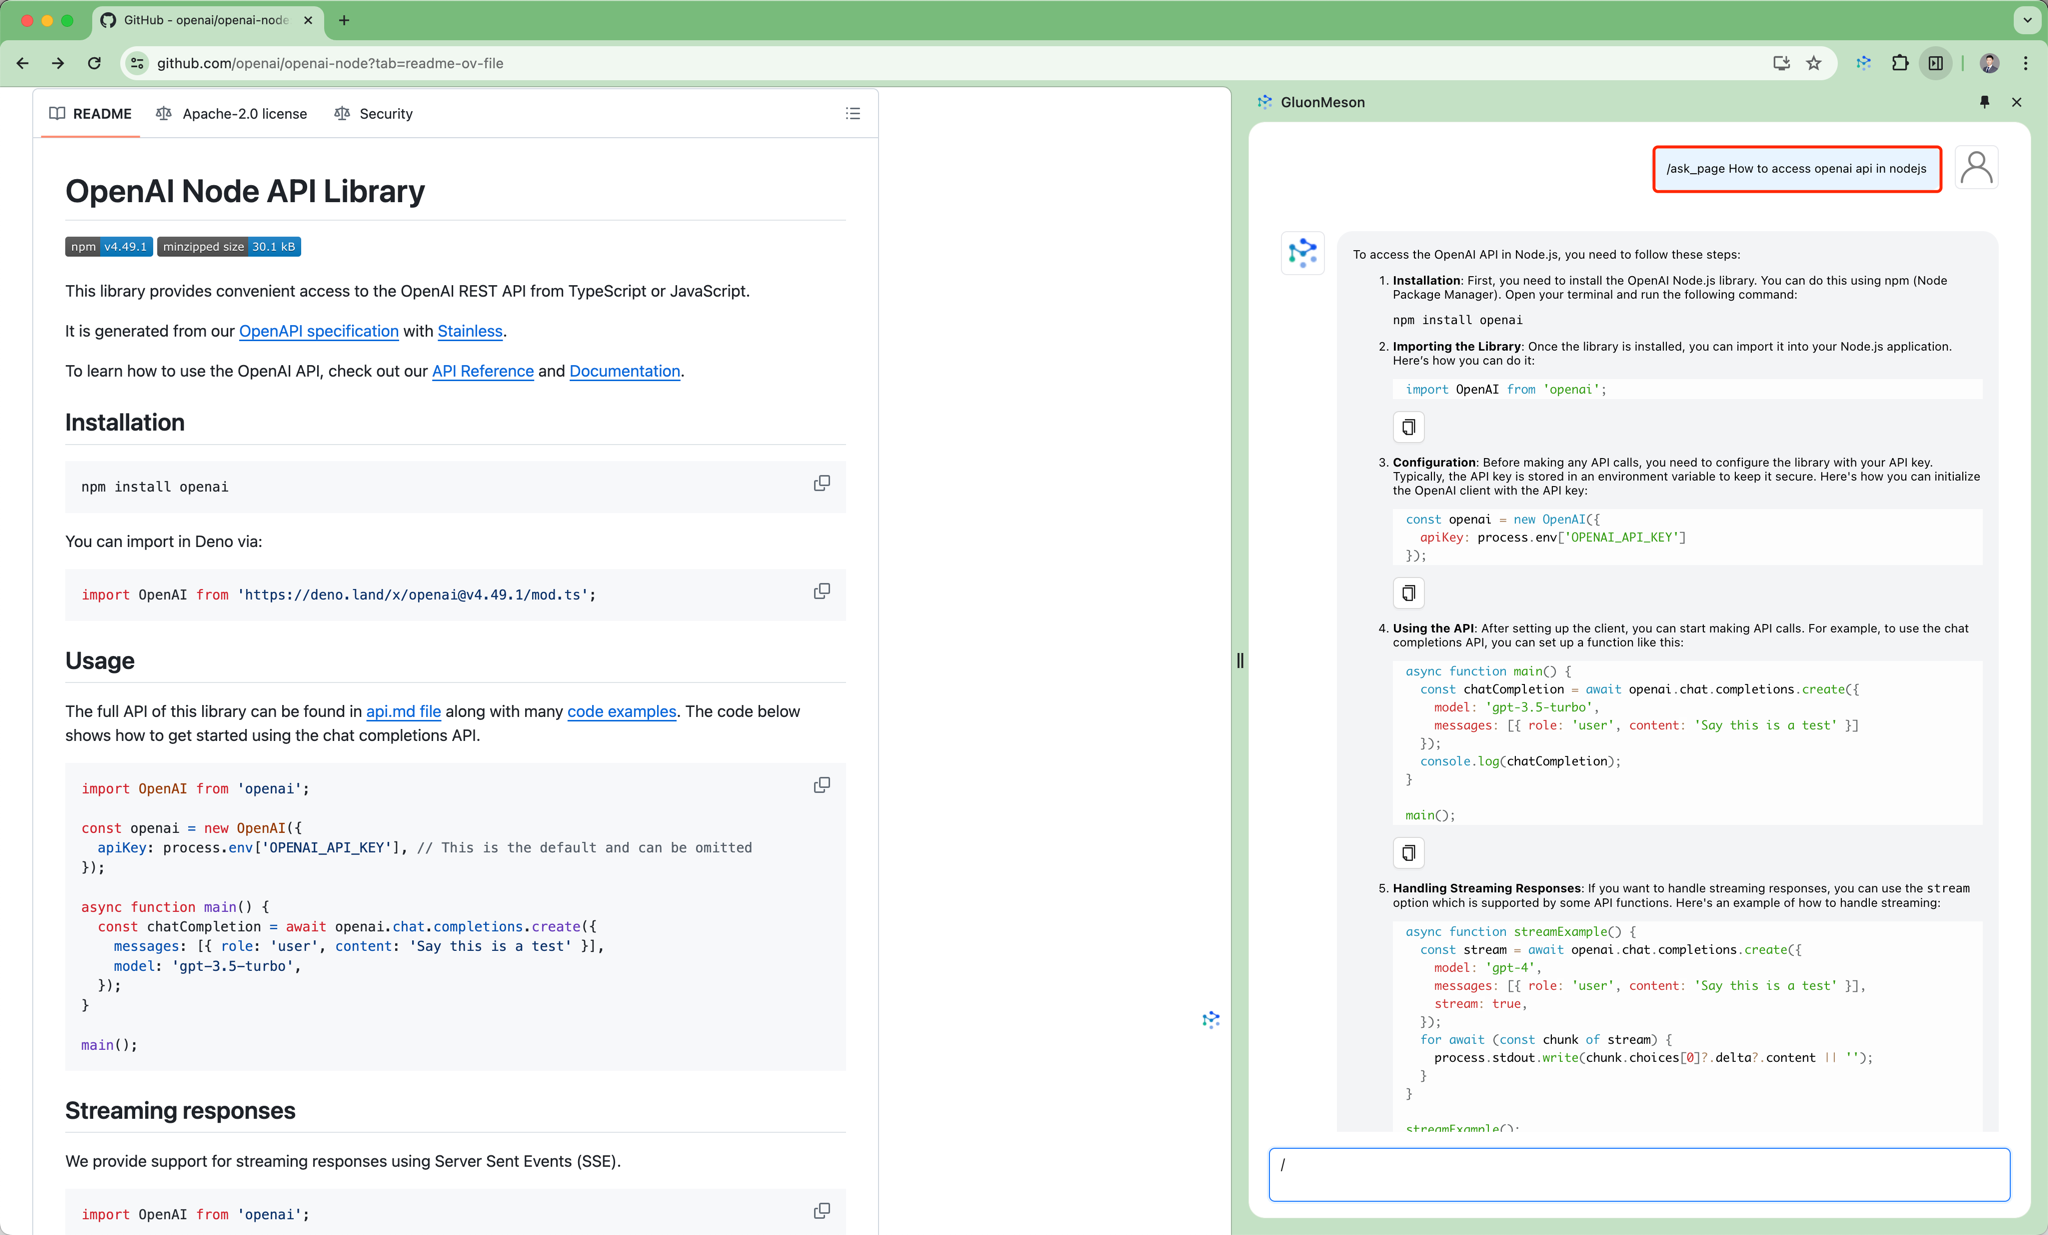 GitHub - openai/openai-node
github.com/openai/openai-node?tab=readme-ov-file
README
Apache-2.0 license
Security
OpenAI Node API Library
npm v4.49.1 minzipped size 30.1 kB
This library provides convenient access to the OpenAI REST API from TypeScript or JavaScript.
It is generated from our OpenAPI specification with Stainless.
To learn how to use the OpenAI API, check out our API Reference and Documentation.
Installation
npm install openai
You can import in Deno via:
import OpenAI from 'https://deno.land/x/openai@v4.49.1/mod.ts';
Usage
The full API of this library can be found in api.md file along with many code examples. The code below
shows how to get started using the chat completions API.
import OpenAI from 'openai';
const openai = new OpenAI({
apiKey: process.env['OPENAI_API_KEY'], // This is the default and can be omitted
});
async function main() {
const chatCompletion = await openai.chat.completions.create({
messages: [{ role: 'user', content: 'Say this is a test' }],
model: 'gpt-3.5-turbo',
});
}
main();
Streaming responses
We provide support for streaming responses using Server Sent Events (SSE).
import OpenAI from 'openai';
GluonMeson
/ask_page How to access openai api in nodejs
To access the OpenAI API in Node.js, you need to follow these steps:
1. Installation: First, you need to install the OpenAI Node.js library. You can do this using npm (Node
Package Manager). Open your terminal and run the following command:
npm install openai
2. Importing the Library: Once the library is installed, you can import it into your Node.js application.
Here's how you can do it:
import OpenAI from 'openai';
3. Configuration: Before making any API calls, you need to configure the library with your API key.
Typically, the API key is stored in an environment variable to keep it secure. Here's how you can initialize
the OpenAI client with the API key:
const openai = new OpenAI({
apiKey: process.env['OPENAI_API_KEY']
});
4. Using the API: After setting up the client, you can start making API calls. For example, to use the chat
completions API, you can set up a function like this:
async function main() {
const chatCompletion = await openai.chat.completions.create({
model: 'gpt-3.5-turbo',
messages: [{ role: 'user', content: 'Say this is a test' }]
});
console.log(chatCompletion);
}
main();
5. Handling Streaming Responses: If you want to handle streaming responses, you can use the stream
option which is supported by some API functions. Here's an example of how to handle streaming:
async function streamExample() {
const stream = await openai.chat.completions.create({
model: 'gpt-4',
messages: [{ role: 'user', content: 'Say this is a test' }],
stream: true,
});
for await (const chunk of stream) {
process.stdout.write(chunk.choices[0]?.delta?.content || '');
}
}
streamExample();
/